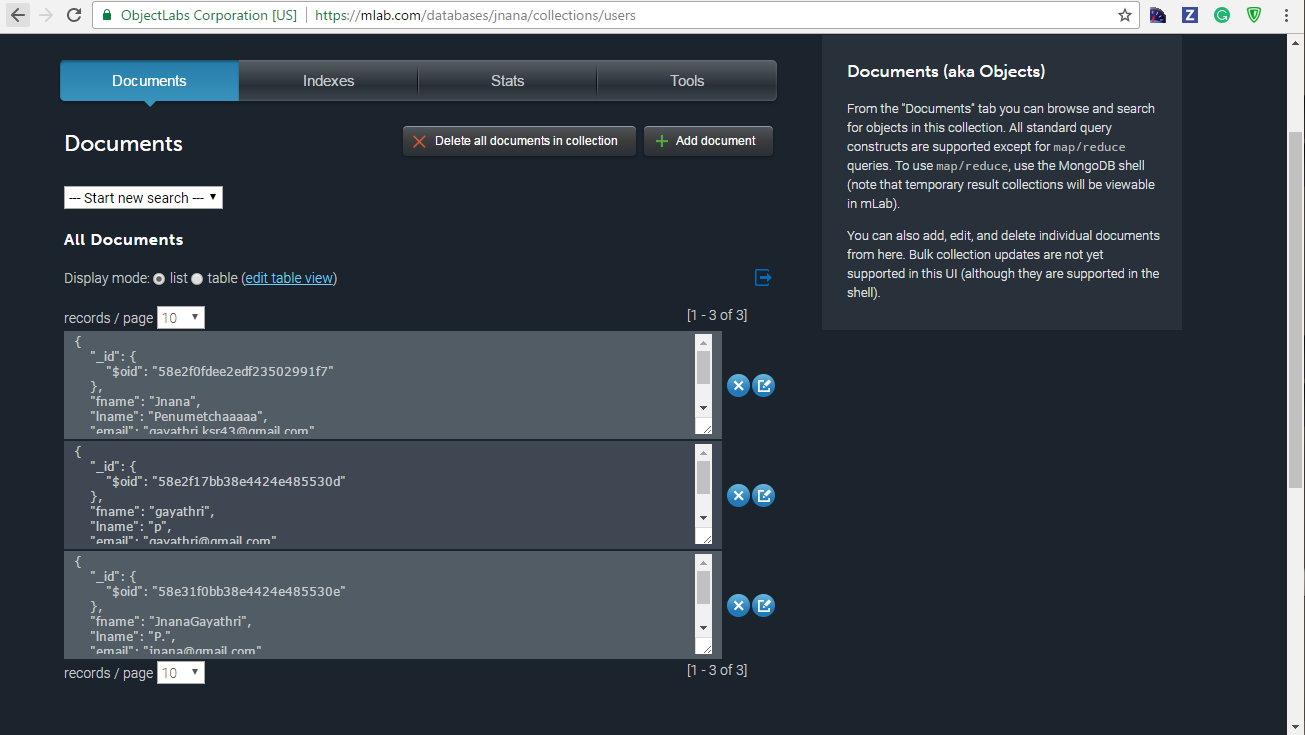 ObjectLabs Corporation [US] https://mlab.com/databases/jnana/collections/users
Z G
Documents Indexes Stats Tools
Documents
Delete all documents in collection
Add document
--- Start new search ---
All Documents
Display mode: list table (edit table view)
records / page 10 [1 - 3 of 3]
{
"_id": {
"$oid": "58e2f0fdee2edf23502991f7"
},
"fname": "Jnana",
"lname": "Penumetchaaaaa",
"email": "gayathri.ksr43@gmail.com"
{
"_id": {
"$oid": "58e2f17bb38e4424e485530d"
},
"fname": "gayathri",
"lname": "p",
"email": "gayathri@gmail.com"
{
"_id": {
"$oid": "58e31f0bb38e4424e485530e"
},
"fname": "JnanaGayathri",
"lname": "P.",
"email": "jnana@gmail.com"
records / page 10 [1 - 3 of 3]
Documents (aka Objects)
From the "Documents" tab you can browse and search
for objects in this collection. All standard query
constructs are supported except for map/reduce
queries. To use map/reduce, use the MongoDB shell
(note that temporary result collections will be viewable
in mLab).
You can also add, edit, and delete individual documents
from here. Bulk collection updates are not yet
supported in this UI (although they are supported in the
shell).